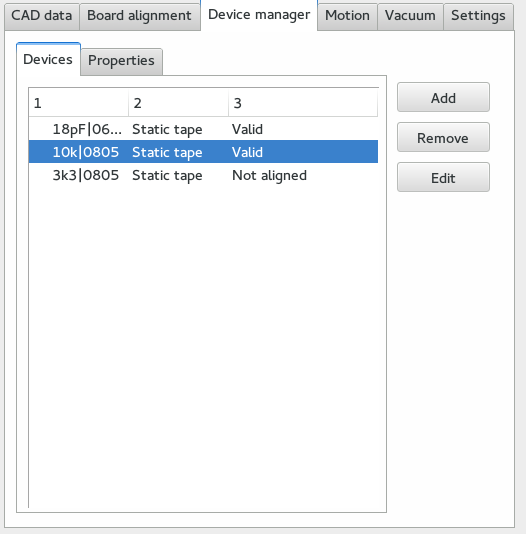 CAD data Board alignment Device manager Motion Vacuum Settings
Devices Properties
1 2 3
18pF|06... Static tape Valid
10k|0805 Static tape Valid
3k3|0805 Static tape Not aligned
Add
Remove
Edit